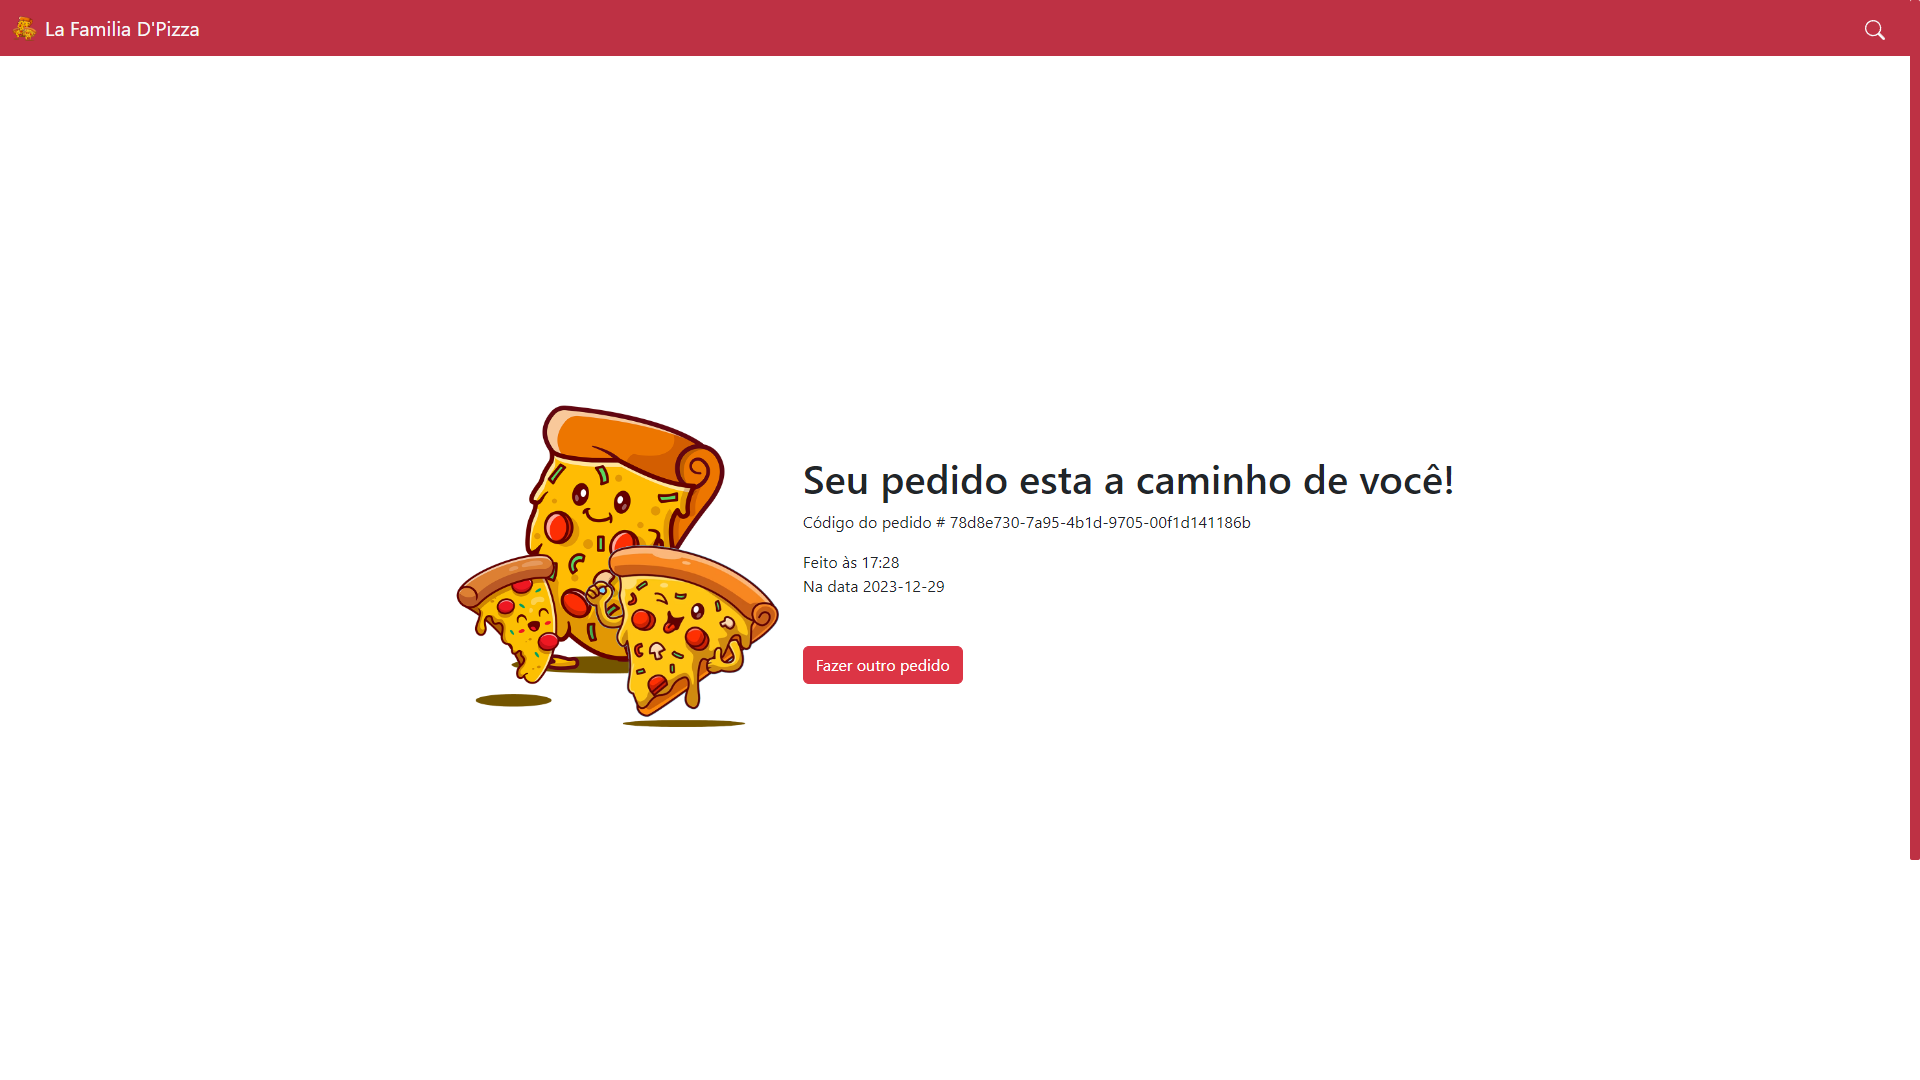 La Familia D'Pizza
Seu pedido esta a caminho de você!
Código do pedido # 78d8e730-7a95-4b1d-9705-00f1d141186b
Feito às 17:28
Na data 2023-12-29
Fazer outro pedido